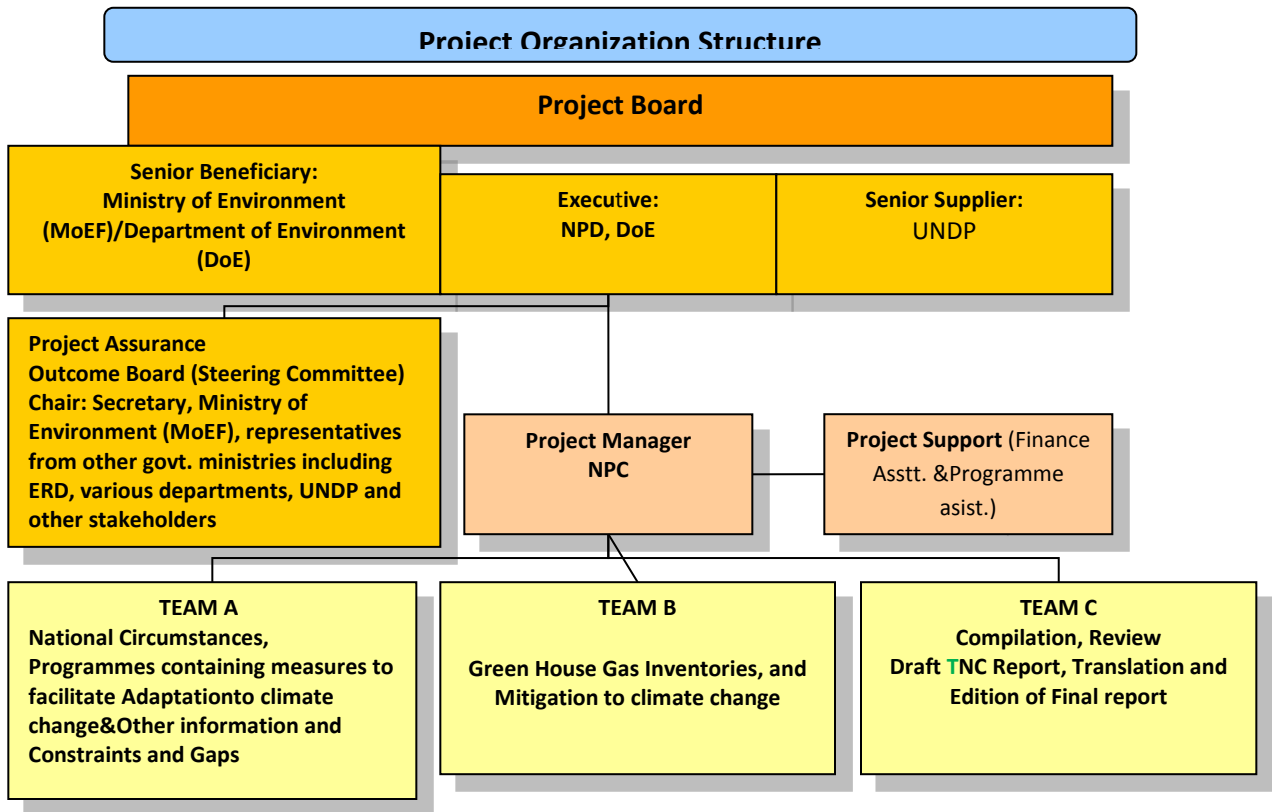 Project Organization Structure
Project Board
Senior Beneficiary:
Ministry of Environment
(MoEF)/Department of Environment
(DoE)
Executive:
NPD, DoE
Senior Supplier:
UNDP
Project Assurance
Outcome Board (Steering Committee)
Chair: Secretary, Ministry of
Environment (MoEF), representatives
from other govt. ministries including
ERD, various departments, UNDP and
other stakeholders
Project Manager
NPC
Project Support (Finance
Asstt. &Programme
asist.)
TEAM A
National Circumstances,
Programmes containing measures to
facilitate Adaptationto climate
change&Other information and
Constraints and Gaps
TEAM B
Green House Gas Inventories, and
Mitigation to climate change
TEAM C
Compilation, Review
Draft TNC Report, Translation and
Edition of Final report